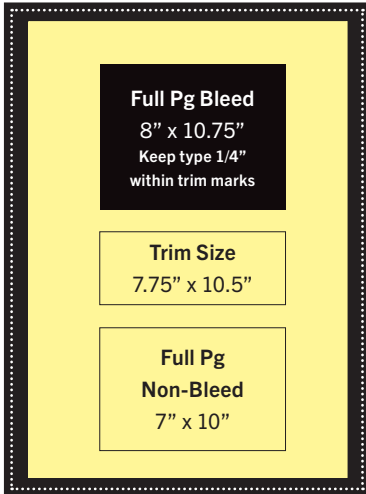 Full Pg Bleed
8” x 10.75”
Keep type 1/4”
within trim marks
Trim Size
7.75” x 10.5”
Full Pg
Non-Bleed
7” x 10”